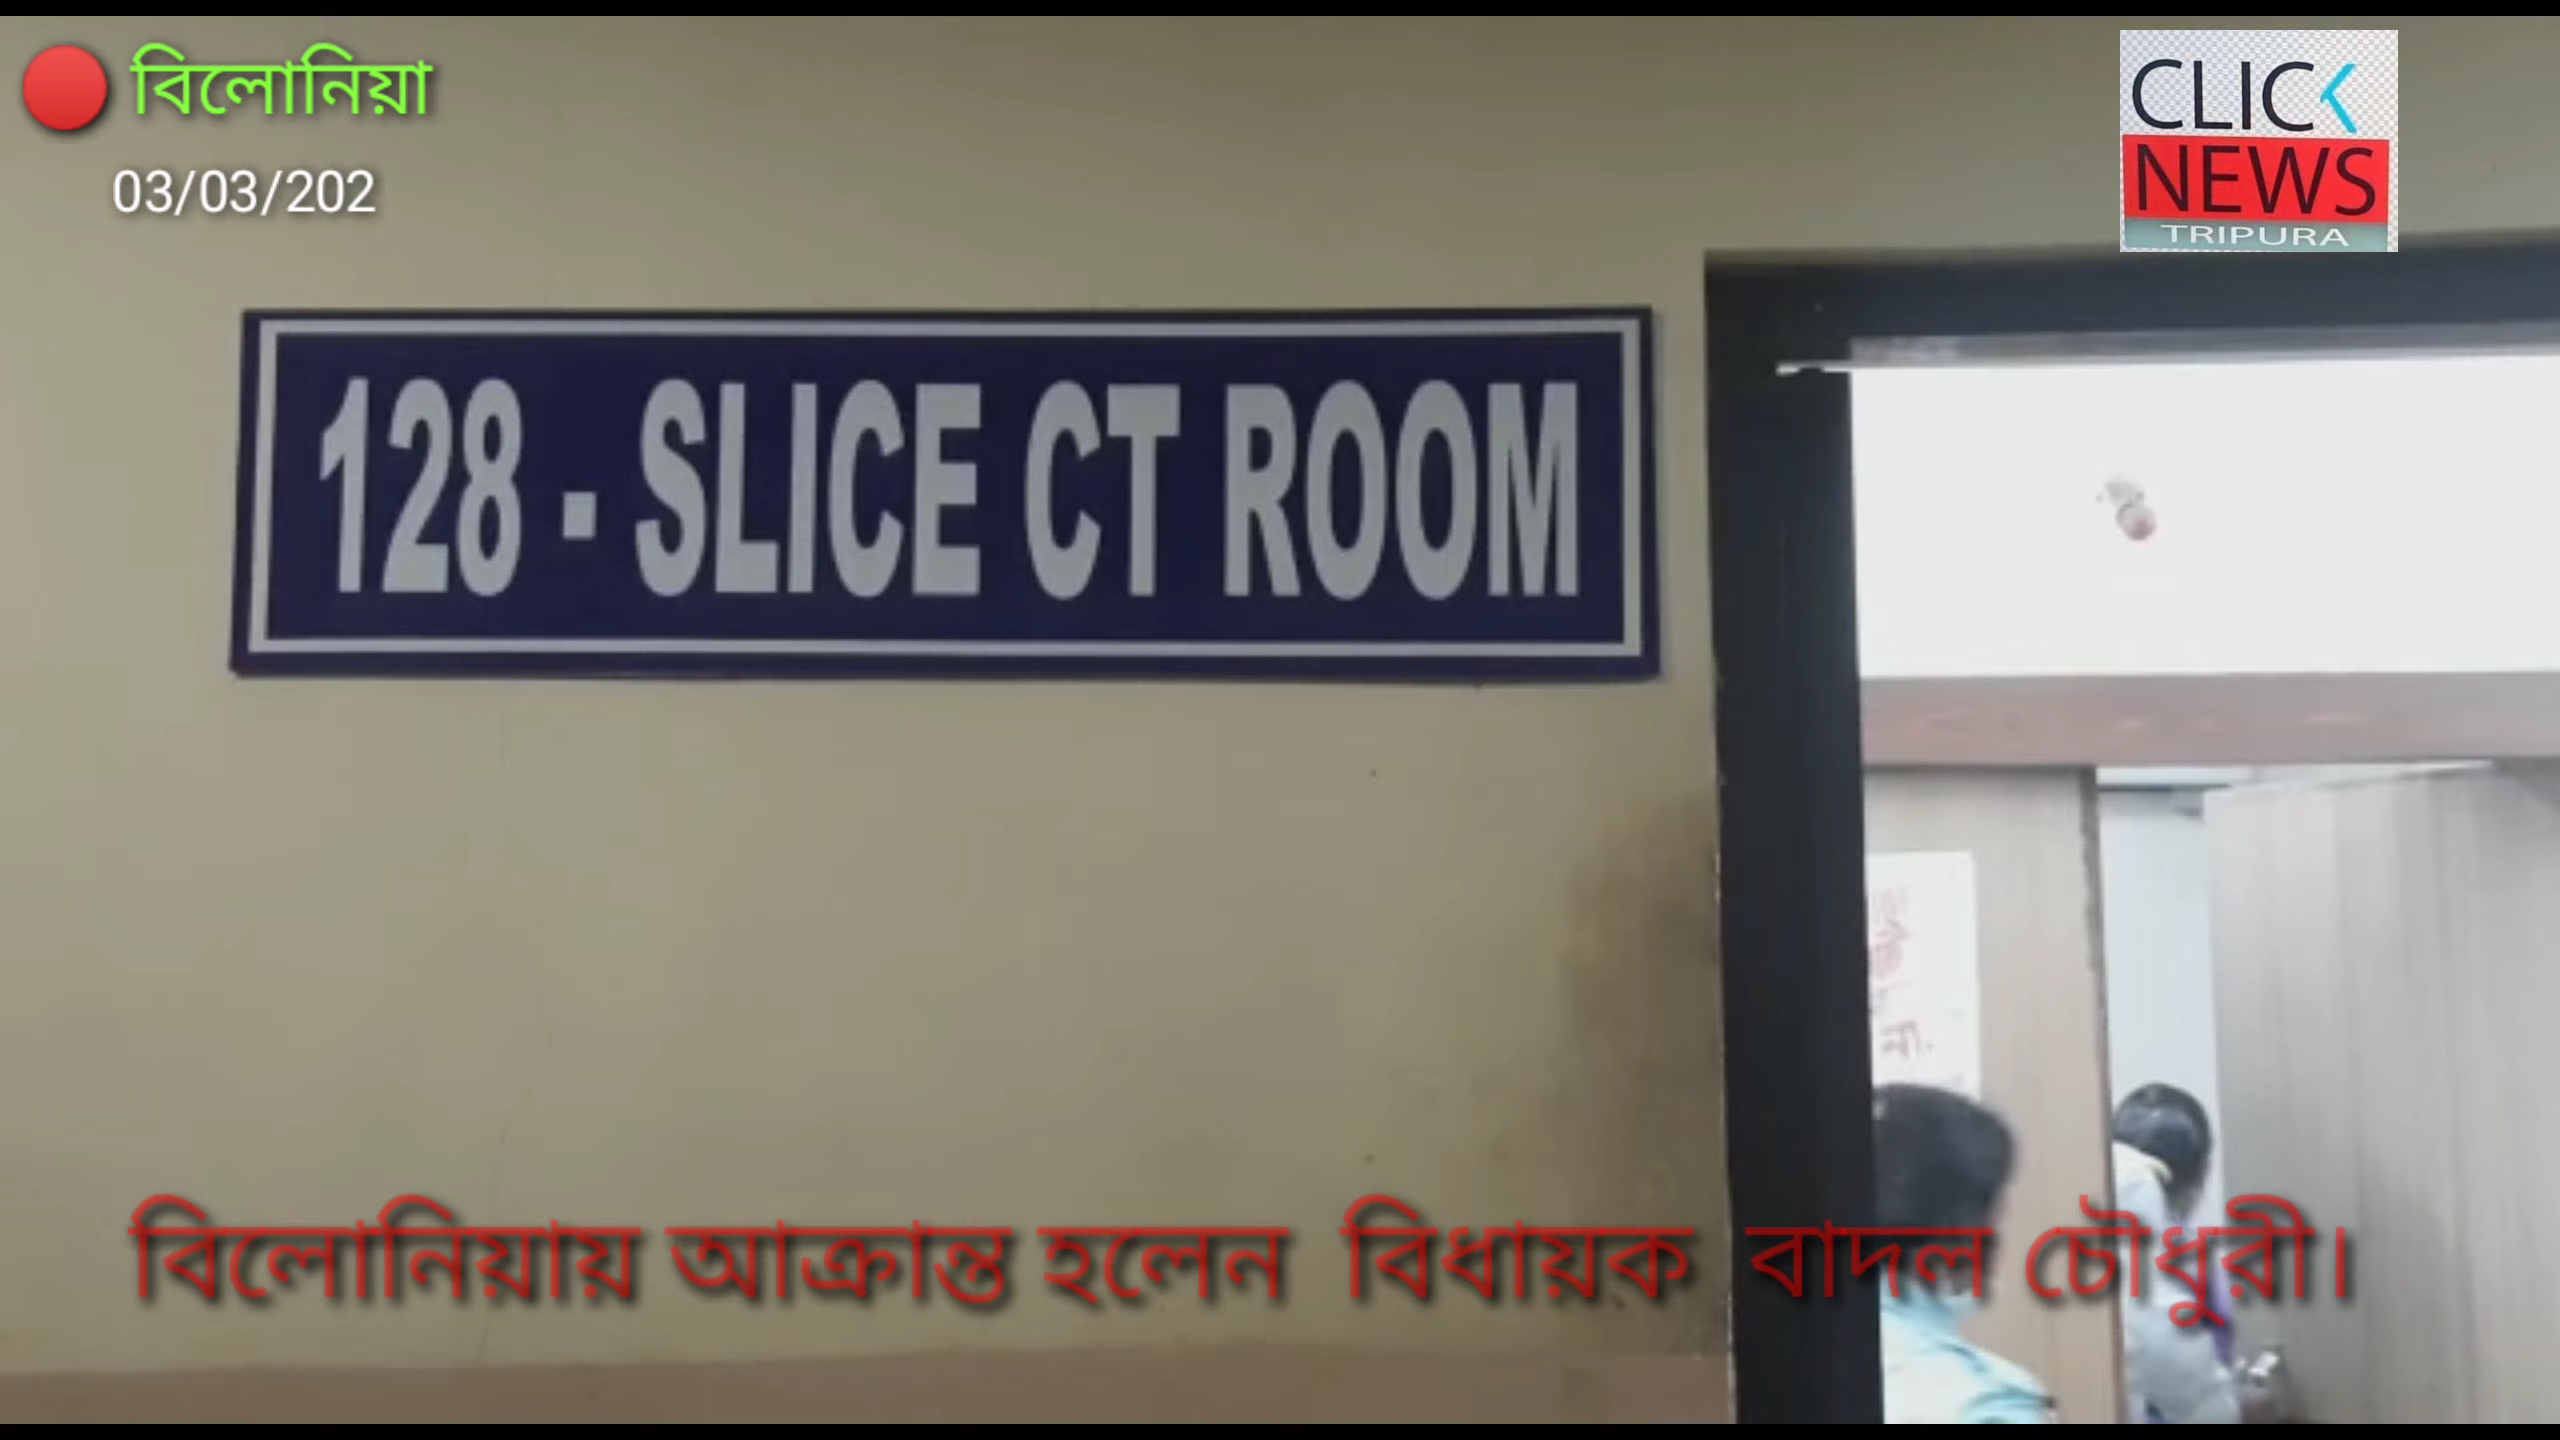 বিলোনিয়া
03/03/202
CLICK
NEWS
TRIPURA
128 - SLICE CT ROOM
বিলোনিয়ায় আক্রান্ত হলেন বিধায়ক বাদল চৌধুরী।